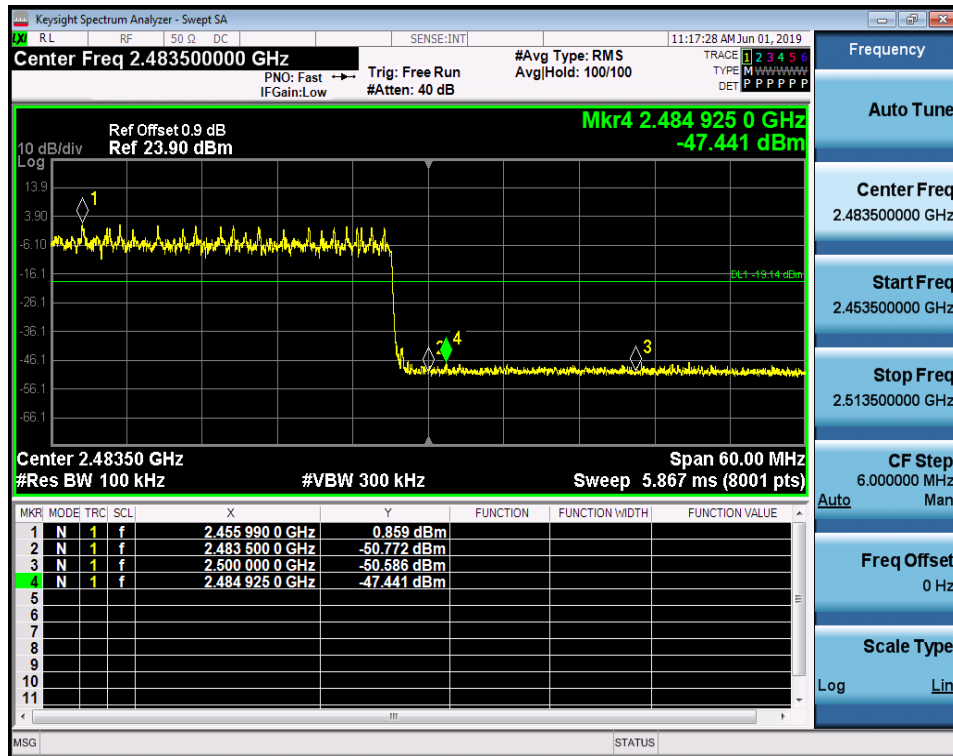 Keysight Spectrum Analyzer - Swept SA
LXI RL RF 50 Ω DC SENSE:INT 11:17:28 AM Jun 01, 2019
Center Freq 2.483500000 GHz
PNO: Fast
IFGain:Low
Trig: Free Run
#Atten: 40 dB
#Avg Type: RMS
Avg|Hold: 100/100
TRACE 1 2 3 4 5 6
TYPE M W W W W W
DET P P P P P P
Mkr4 2.484 925 0 GHz
-47.441 dBm
Ref Offset 0.9 dB
10 dB/div Ref 23.90 dBm
Log
13.9
3.90
-6.10
-16.1
-26.1
-36.1
-46.1
-56.1
-66.1
1
DL1 -19.14 dBm
2
4
3
Center 2.48350 GHz Span 60.00 MHz
#Res BW 100 kHz #VBW 300 kHz Sweep 5.867 ms (8001 pts)
MKR MODE TRC SCL X Y FUNCTION FUNCTION WIDTH FUNCTION VALUE
1 N 1 f 2.455 990 0 GHz 0.859 dBm
2 N 1 f 2.483 500 0 GHz -50.772 dBm
3 N 1 f 2.500 000 0 GHz -50.586 dBm
4 N 1 f 2.484 925 0 GHz -47.441 dBm
5
6
7
8
9
10
11
MSG STATUS
Frequency
Auto Tune
Center Freq
2.483500000 GHz
Start Freq
2.453500000 GHz
Stop Freq
2.513500000 GHz
CF Step
6.000000 MHz
Auto Man
Freq Offset
0 Hz
Scale Type
Log Lin